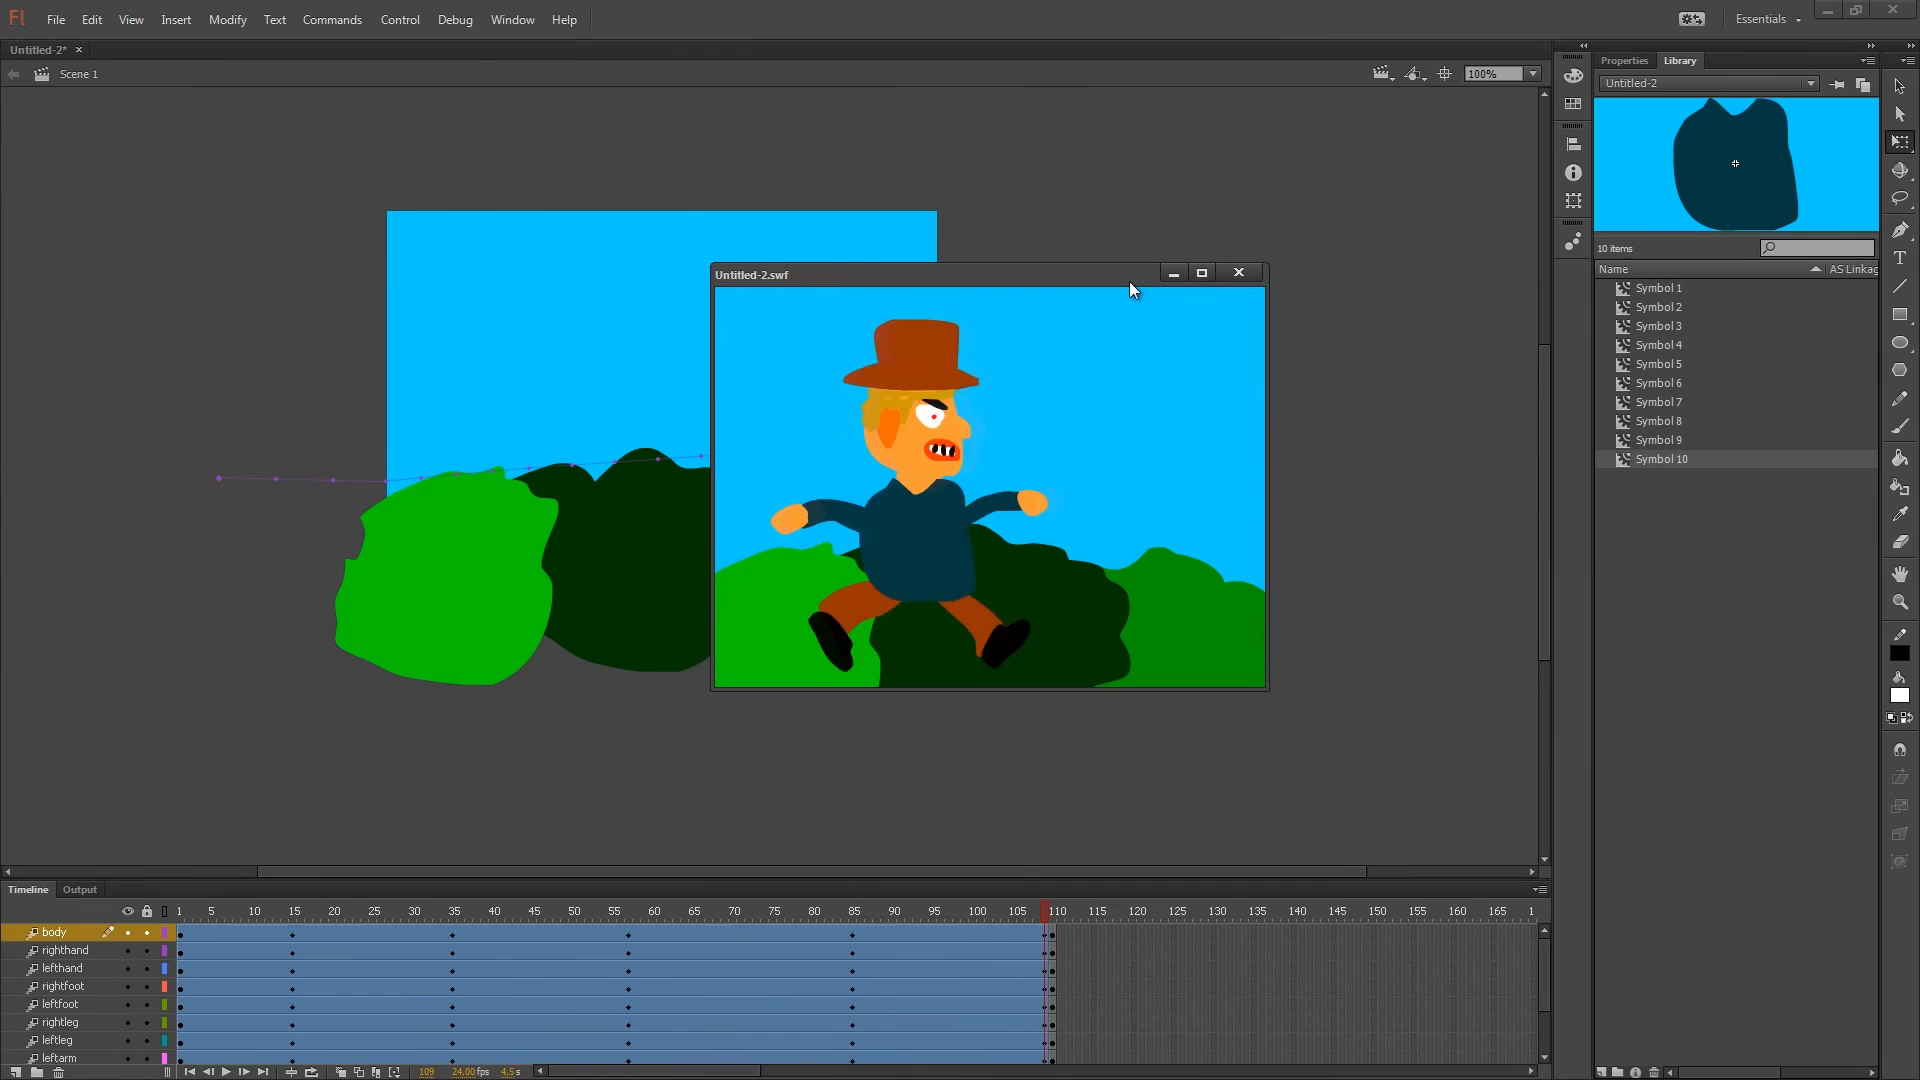 Fl File Edit View Insert Modify Text Commands Control Debug Window Help Essentials
Untitled-2*
Scene 1 100%
Properties Library
Untitled-2
10 items
Name AS Linkag
Symbol 1
Symbol 2
Symbol 3
Symbol 4
Symbol 5
Symbol 6
Symbol 7
Symbol 8
Symbol 9
Symbol 10
T
Untitled-2.swf
Timeline Output
1 5 10 15 20 25 30 35 40 45 50 55 60 65 70 75 80 85 90 95 100 105 110 115 120 125 130 135 140 145 150 155 160 165 1
body
righthand
lefthand
rightfoot
leftfoot
rightleg
leftleg
leftarm
109 24,00 fps 4,5 s